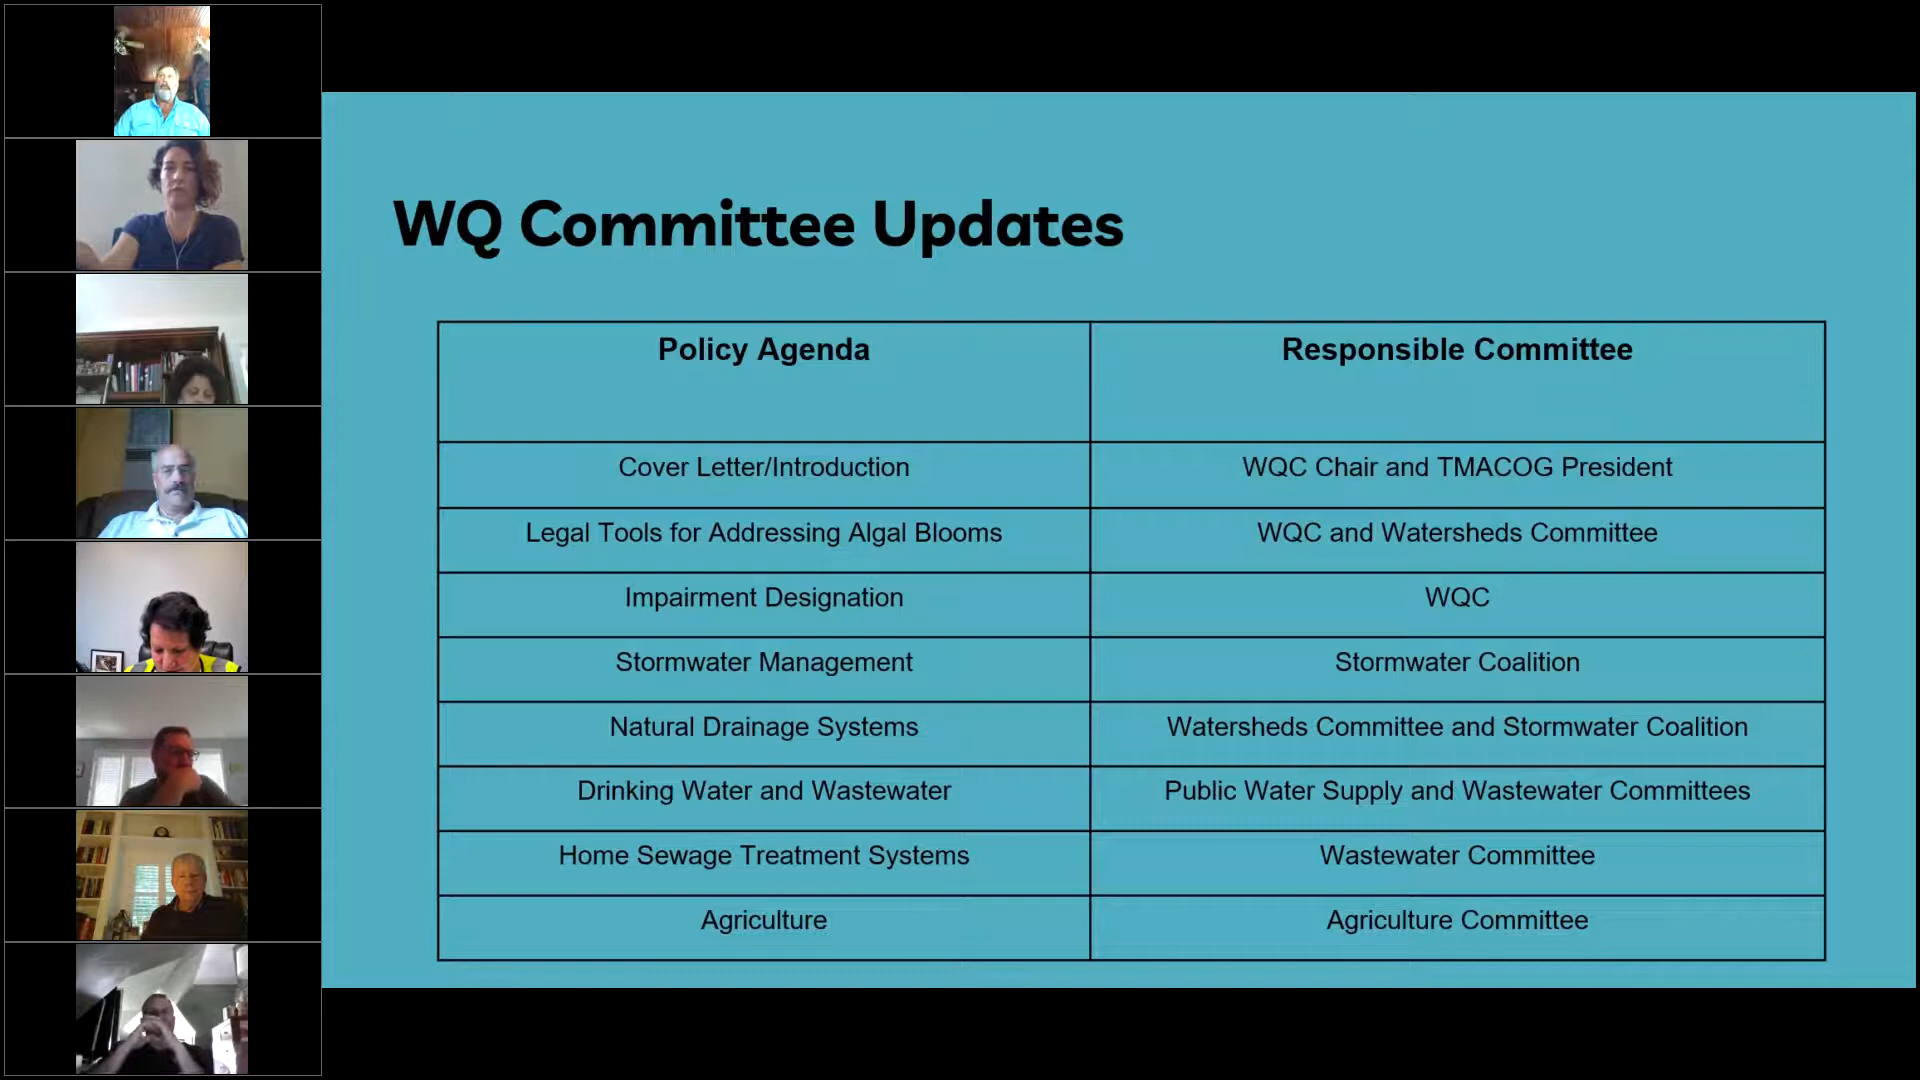 WQ Committee Updates
Policy Agenda Responsible Committee
Cover Letter/Introduction WQC Chair and TMACOG President
Legal Tools for Addressing Algal Blooms WQC and Watersheds Committee
Impairment Designation WQC
Stormwater Management Stormwater Coalition
Natural Drainage Systems Watersheds Committee and Stormwater Coalition
Drinking Water and Wastewater Public Water Supply and Wastewater Committees
Home Sewage Treatment Systems Wastewater Committee
Agriculture Agriculture Committee